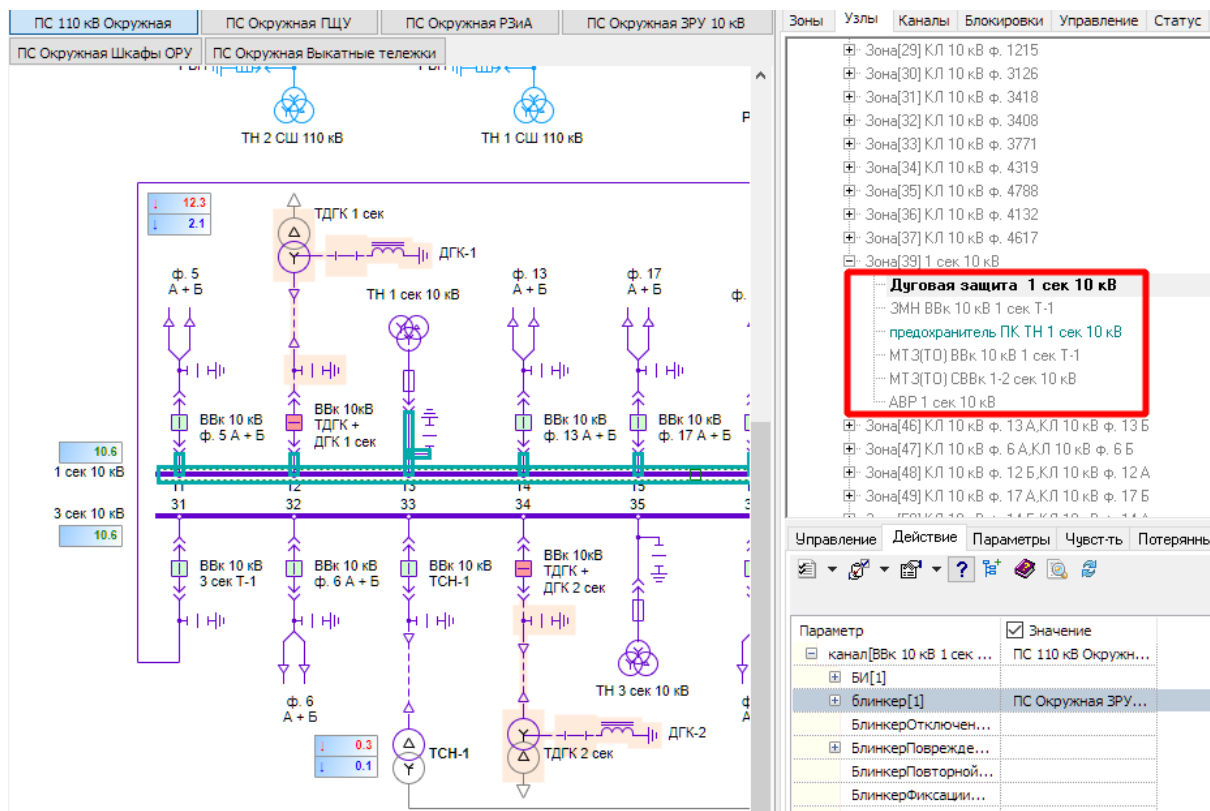 ПС 110 кВ Окружная
ПС Окружная ПЩУ
ПС Окружная РЗиА
ПС Окружная ЗРУ 10 кВ
ПС Окружная Шкафы ОРУ
ПС Окружная Выкатные тележки
ТН 2 СШ 110 кВ
ТН 1 СШ 110 кВ
Р
12.3
2.1
ТДГК 1 сек
ДГК-1
ф. 5
А + Б
ТН 1 сек 10 кВ
ф. 13
А + Б
ф. 17
А + Б
ф.
ВВк 10 кВ
ф. 5 А + Б
ВВк 10кВ
ТДГК +
ДГК 1 сек
ВВк 10 кВ
ф. 13 А + Б
ВВк 10 кВ
ф. 17 А + Б
10.6
1 сек 10 кВ
11 12 13 14 15
31 32 33 34 35
3 сек 10 кВ
10.6
ВВк 10 кВ
3 сек Т-1
ВВк 10 кВ
ф. 6 А + Б
ВВк 10 кВ
ТСН-1
ВВк 10кВ
ТДГК +
ДГК 2 сек
ТН 3 сек 10 кВ
ф. 6
А + Б
0.3
0.1
ТСН-1
ТДГК 2 сек
ДГК-2
Зоны Узлы Каналы Блокировки Управление Статус
Зона[29] КЛ 10 кВ ф. 1215
Зона[30] КЛ 10 кВ ф. 3126
Зона[31] КЛ 10 кВ ф. 3418
Зона[32] КЛ 10 кВ ф. 3408
Зона[33] КЛ 10 кВ ф. 3771
Зона[34] КЛ 10 кВ ф. 4319
Зона[35] КЛ 10 кВ ф. 4788
Зона[36] КЛ 10 кВ ф. 4132
Зона[37] КЛ 10 кВ ф. 4617
Зона[39] 1 сек 10 кВ
Дуговая защита 1 сек 10 кВ
ЗМН ВВк 10 кВ 1 сек Т-1
предохранитель ПК ТН 1 сек 10 кВ
МТЗ(ТО) ВВк 10 кВ 1 сек Т-1
МТЗ(ТО) СВВк 1-2 сек 10 кВ
АВР 1 сек 10 кВ
Зона[46] КЛ 10 кВ ф. 13 А,КЛ 10 кВ ф. 13 Б
Зона[47] КЛ 10 кВ ф. 6 А,КЛ 10 кВ ф. 6 Б
Зона[48] КЛ 10 кВ ф. 12 Б,КЛ 10 кВ ф. 12 А
Зона[49] КЛ 10 кВ ф. 17 А,КЛ 10 кВ ф. 17 Б
Управление Действие Параметры Чувст-ть Потерянны
Параметр Значение
канал[ВВк 10 кВ 1 сек ... ПС 110 кВ Окружн...
БИ[1]
блинкер[1] ПС Окружная ЗРУ...
БлинкерОтключен...
БлинкерПоврежде...
БлинкерПовторной...
БлинкерФиксации...